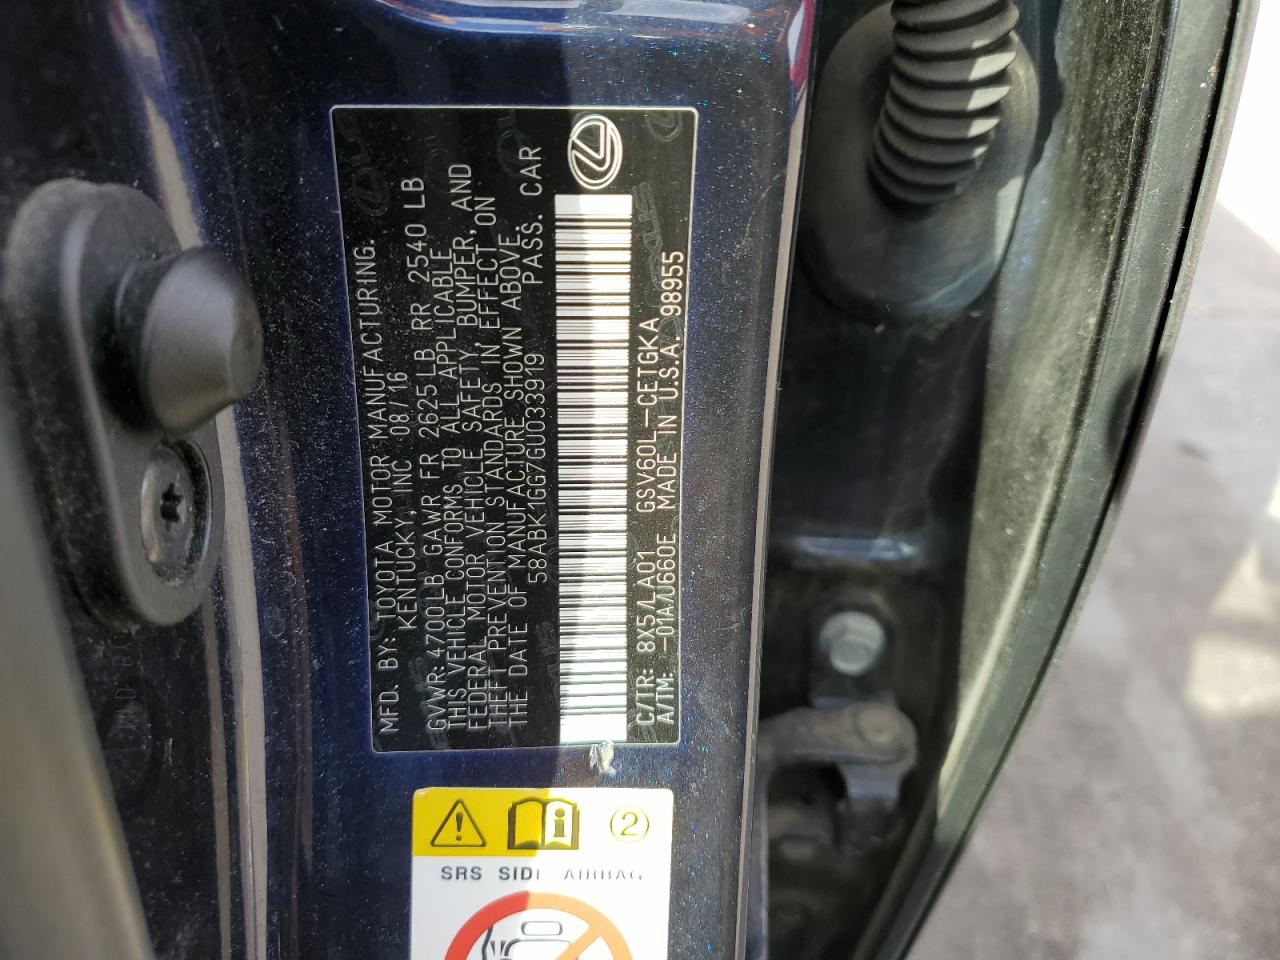 MFD. BY: TOYOTA MOTOR MANUFACTURING.
KENTUCKY, INC 08/16
GVWR: 4700 LB GAWR FR 2625 LB RR 2540 LB
THIS VEHICLE CONFORMS TO ALL APPLICABLE
FEDERAL MOTOR VEHICLE SAFETY, BUMPER, AND
THEFT PREVENTION STANDARDS IN EFFECT ON
THE DATE OF MANUFACTURE SHOWN ABOVE.
58ABK1GG7GU033919 PASS. CAR
C/TR: 8X5/LA01 GSV60L-CETGKA
A/TM: -01A/U660E MADE IN U.S.A. 98955
2
SRS SIDE AIRBAG